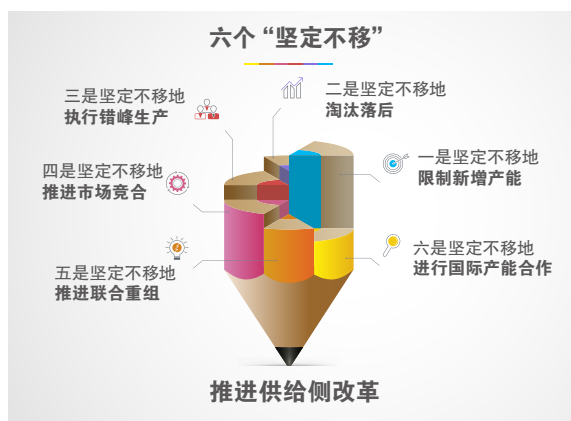 六个“坚定不移”
一是坚定不移地
限制新增产能
二是坚定不移地
淘汰落后
三是坚定不移地
执行错峰生产
四是坚定不移地
推进市场竞合
五是坚定不移地
推进联合重组
六是坚定不移地
进行国际产能合作
推进供给侧改革